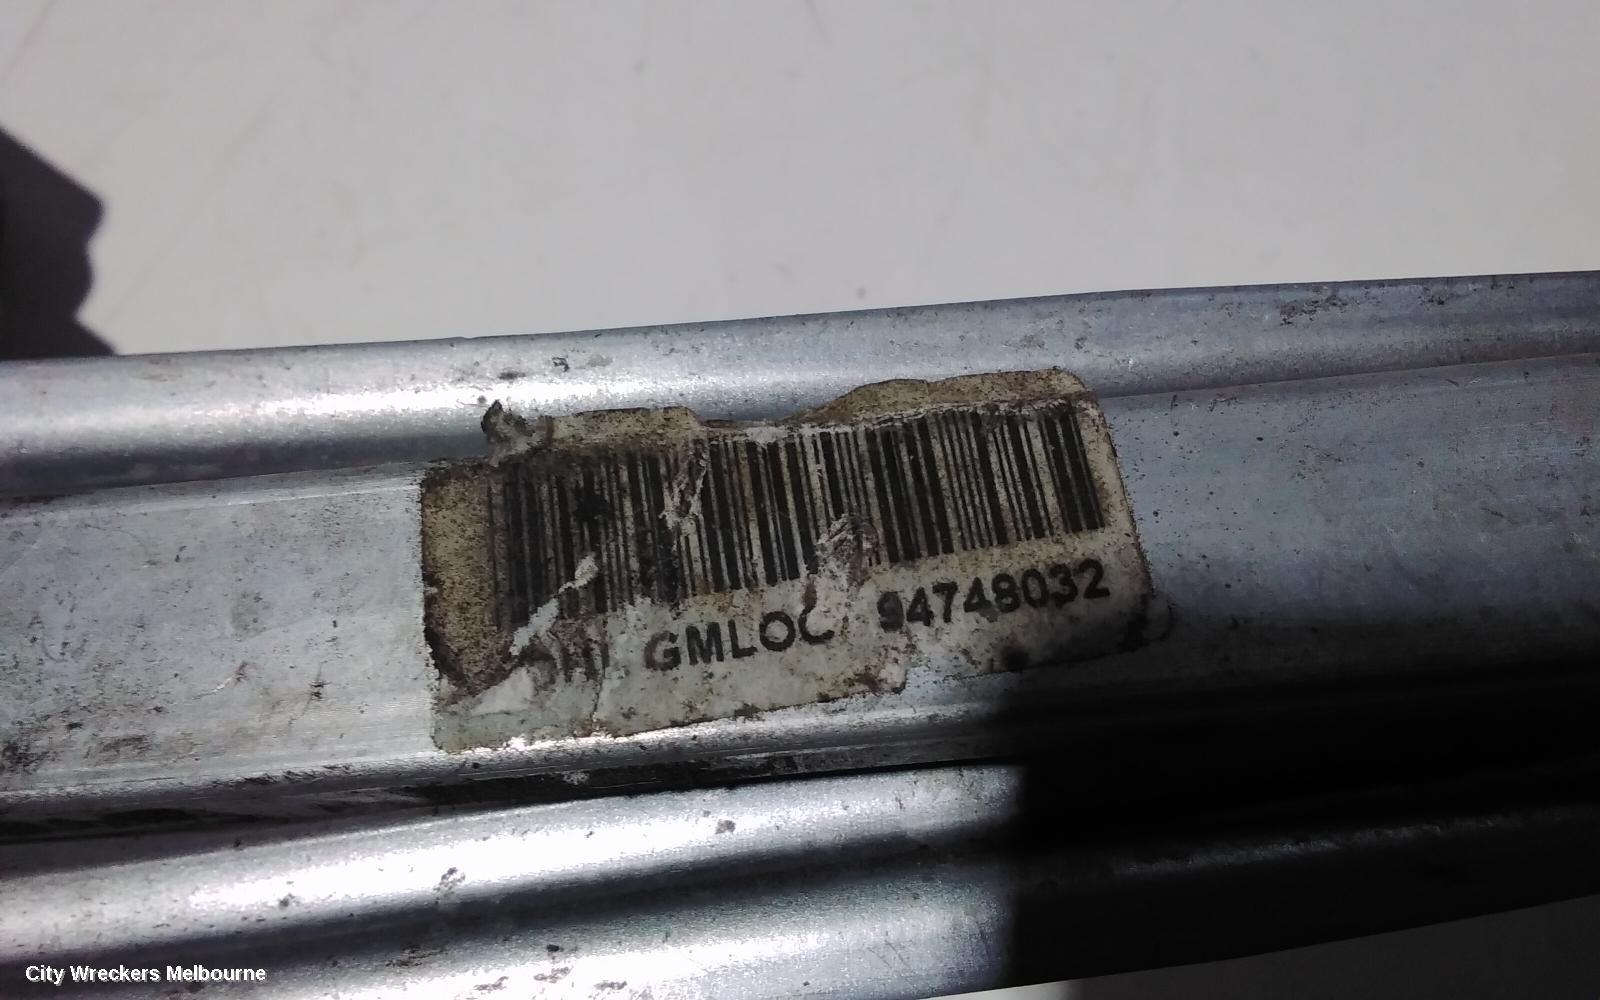 GMLOC 94748032
City Wreckers Melbourne